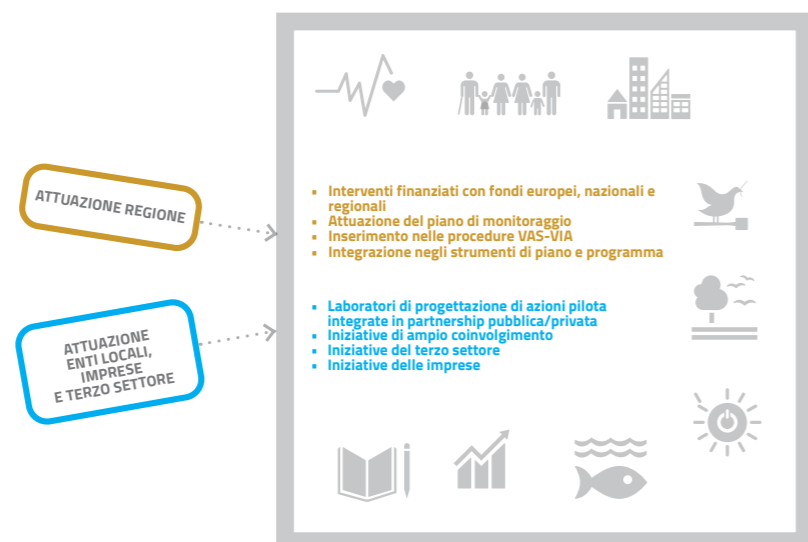 ATTUAZIONE REGIONE
▪ Interventi finanziati con fondi europei, nazionali e
regionali
▪ Attuazione del piano di monitoraggio
▪ Inserimento nelle procedure VAS-VIA
▪ Integrazione negli strumenti di piano e programma
ATTUAZIONE
ENTI LOCALI,
IMPRESE
E TERZO SETTORE
▪ Laboratori di progettazione di azioni pilota
integrate in partnership pubblica/privata
▪ Iniziative di ampio coinvolgimento
▪ Iniziative del terzo settore
▪ Iniziative delle imprese